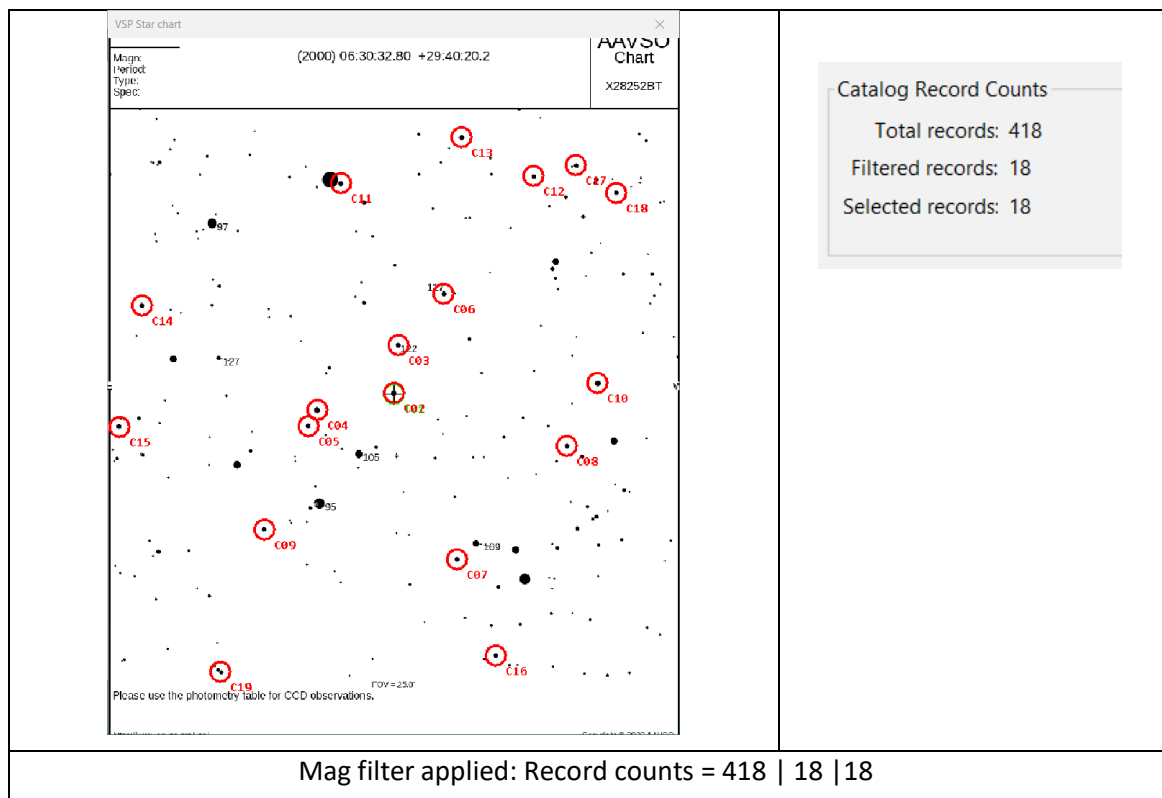 VSP Star chart
×
Magn:
Period:
Type:
Spec:
(2000) 06:30:32.80 +29:40:20.2
AAVSO
Chart
X28252BT
C13
C11
C12
C17
C18
97
C06
C14
122
C03
127
C10
C02
C04
C05
C15
C08
105
95
C09
109
C07
C16
C19
FOV = 25.0'
Please use the photometry table for CCD observations.
Catalog Record Counts
Total records: 418
Filtered records: 18
Selected records: 18
Mag filter applied: Record counts = 418 | 18 |18